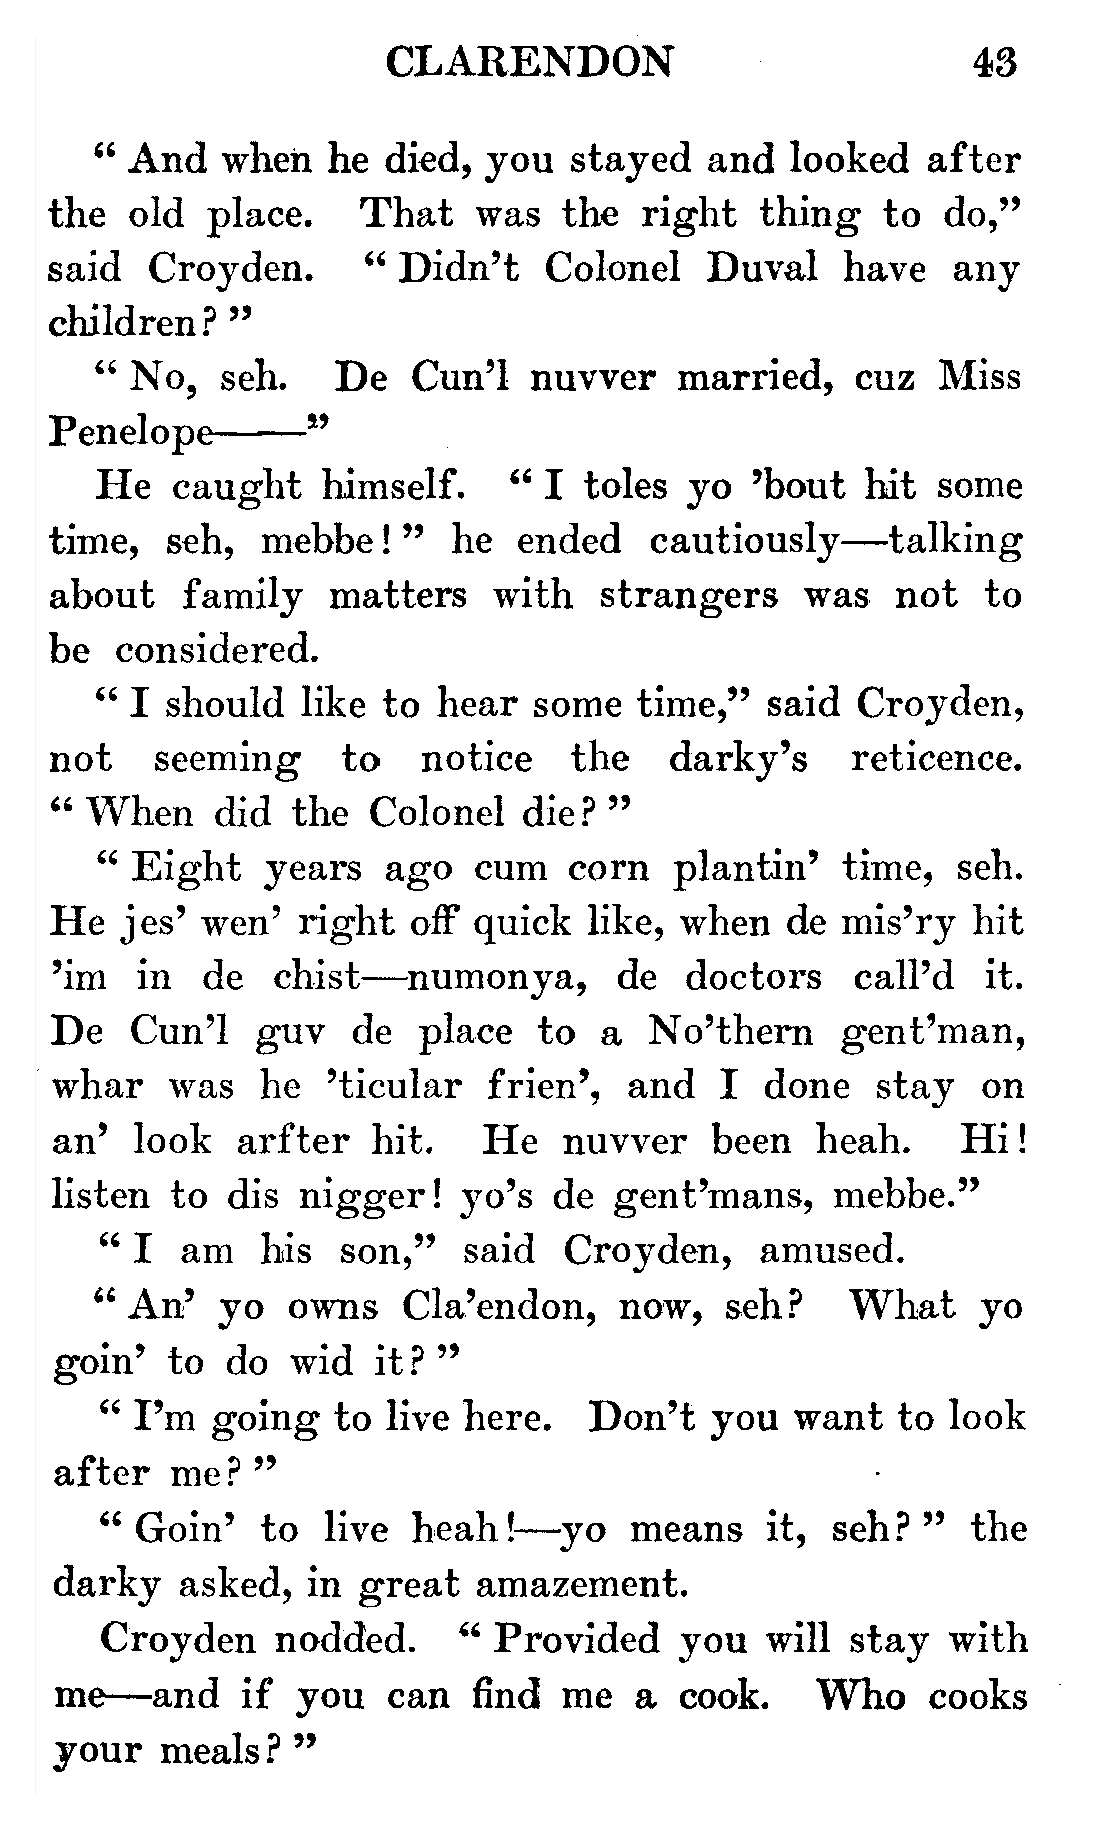 CLARENDON 43
“ And when he died, you stayed and looked after
the old place. That was the right thing to do,”
said Croyden. “ Didn’t Colonel Duval have any
children? ”
“ No, seh. De Cun’l nuvver married, cuz Miss
Penelope——”
He caught himself. “ I toles yo ’bout hit some
time, seh, mebbe! ” he ended cautiously—talking
about family matters with strangers was not to
be considered.
“ I should like to hear some time,” said Croyden,
not seeming to notice the darky’s reticence.
“ When did the Colonel die? ”
“ Eight years ago cum corn plantin’ time, seh.
He jes’ wen’ right off quick like, when de mis’ry hit
’im in de chist—numonya, de doctors call’d it.
De Cun’l guv de place to a No’thern gent’man,
whar was he ’ticular frien’, and I done stay on
an’ look arfter hit. He nuvver been heah. Hi!
listen to dis nigger! yo’s de gent’mans, mebbe.”
“ I am his son,” said Croyden, amused.
“ An’ yo owns Cla’endon, now, seh? What yo
goin’ to do wid it? ”
“ I’m going to live here. Don’t you want to look
after me? ”
“ Goin’ to live heah!—yo means it, seh? ” the
darky asked, in great amazement.
Croyden nodded. “ Provided you will stay with
me—and if you can find me a cook. Who cooks
your meals? ”